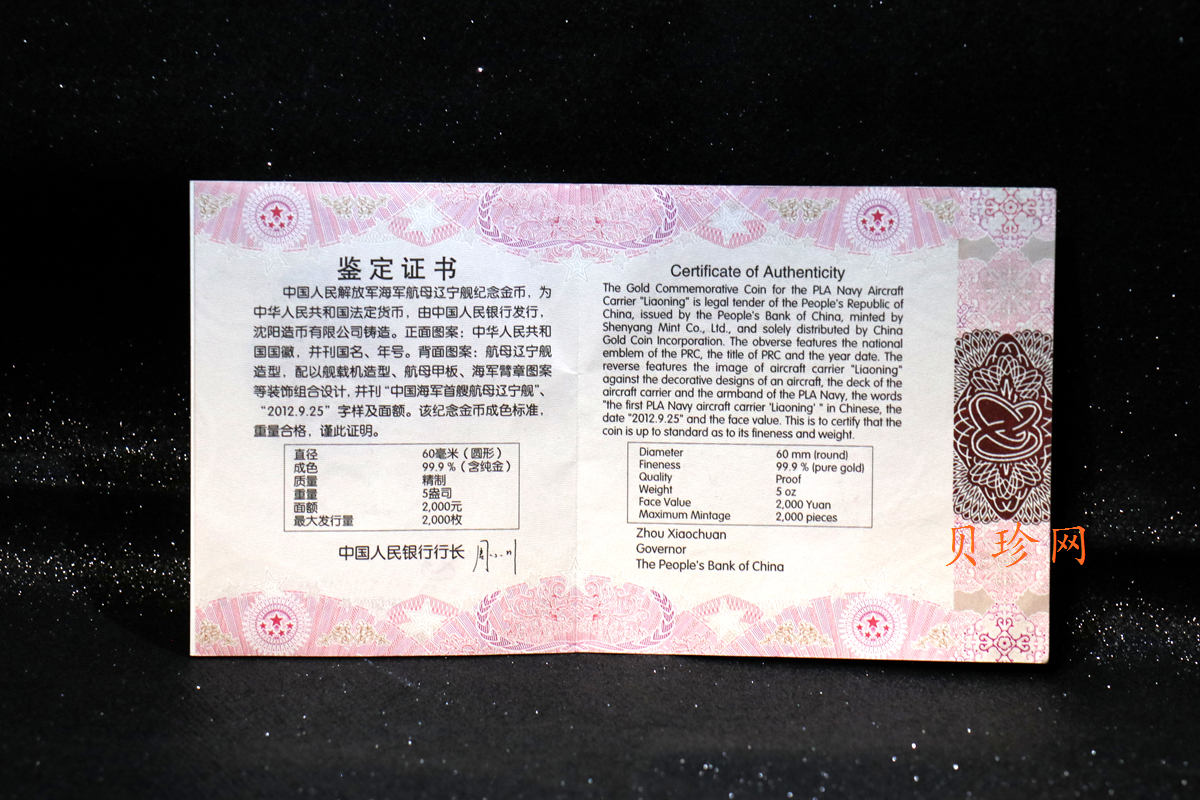 鉴定证书
中国人民解放军海军航母辽宁舰纪念金币，为
中华人民共和国法定货币，由中国人民银行发行，
沈阳造币有限公司铸造。正面图案：中华人民共和
国国徽，并刊国名、年号。背面图案：航母辽宁舰
造型，配以舰载机造型、航母甲板、海军臂章图案
等装饰组合设计，并刊“中国海军首艘航母辽宁舰”、
“2012.9.25”字样及面额。该纪念金币成色标准，
重量合格，谨此证明。
直径 60毫米（圆形）
成色 99.9％（含纯金）
质量 精制
重量 5盎司
面额 2,000元
最大发行量 2,000枚
中国人民银行行长
Certificate of Authenticity
The Gold Commemorative Coin for the PLA Navy Aircraft
Carrier "Liaoning" is legal tender of the People's Republic of
China, issued by the People's Bank of China, minted by
Shenyang Mint Co., Ltd., and solely distributed by China
Gold Coin Incorporation. The obverse features the national
emblem of the PRC, the title of PRC and the year date. The
reverse features the image of aircraft carrier "Liaoning"
against the decorative designs of an aircraft, the deck of the
aircraft carrier and the armband of the PLA Navy, the words
"the first PLA Navy aircraft carrier 'Liaoning' " in Chinese, the
date "2012.9.25" and the face value. This is to certify that the
coin is up to standard as to its fineness and weight.
Diameter 60 mm (round)
Fineness 99.9 % (pure gold)
Quality Proof
Weight 5 oz
Face Value 2,000 Yuan
Maximum Mintage 2,000 pieces
Zhou Xiaochuan
Governor
The People's Bank of China
贝珍网